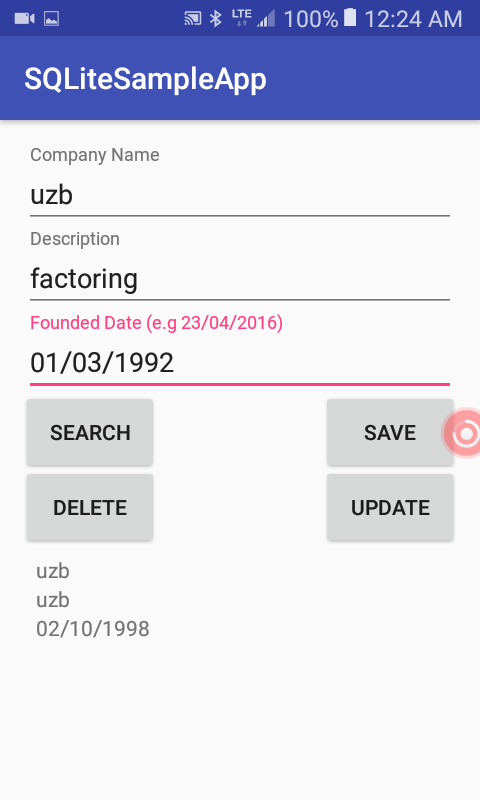 LTE 100% 12:24 AM
SQLiteSampleApp
Company Name
uzb
Description
factoring
Founded Date (e.g 23/04/2016)
01/03/1992
SEARCH SAVE
DELETE UPDATE
uzb
uzb
02/10/1998